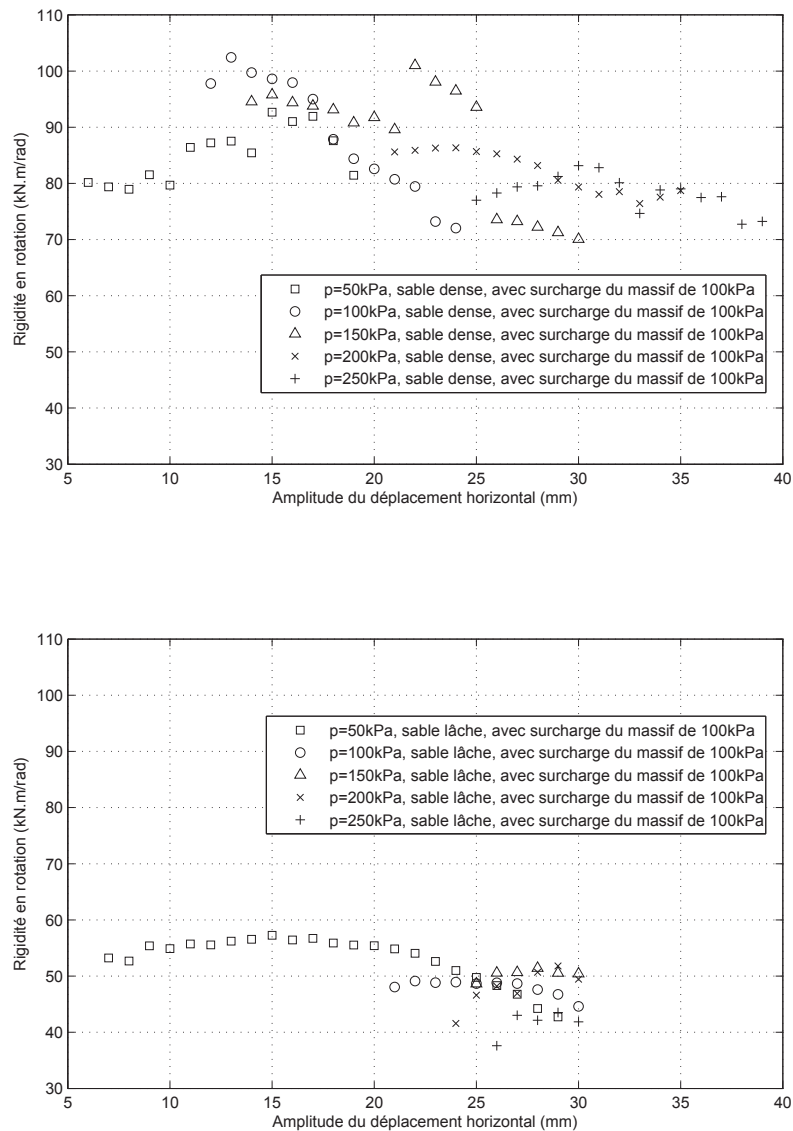 110
100
90
80
70
60
50
40
30
Rigidité en rotation (kN.m/rad)
p=50kPa, sable dense, avec surcharge du massif de 100kPa
p=100kPa, sable dense, avec surcharge du massif de 100kPa
p=150kPa, sable dense, avec surcharge du massif de 100kPa
p=200kPa, sable dense, avec surcharge du massif de 100kPa
p=250kPa, sable dense, avec surcharge du massif de 100kPa
5 10 15 20 25 30 35 40
Amplitude du déplacement horizontal (mm)
110
100
90
80
70
60
50
40
30
Rigidité en rotation (kN.m/rad)
p=50kPa, sable lâche, avec surcharge du massif de 100kPa
p=100kPa, sable lâche, avec surcharge du massif de 100kPa
p=150kPa, sable lâche, avec surcharge du massif de 100kPa
p=200kPa, sable lâche, avec surcharge du massif de 100kPa
p=250kPa, sable lâche, avec surcharge du massif de 100kPa
5 10 15 20 25 30 35 40
Amplitude du déplacement horizontal (mm)